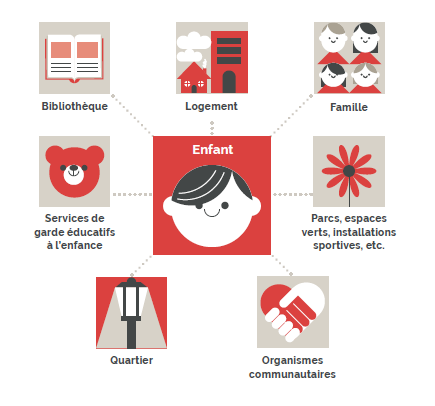 Bibliothèque
Logement
Famille
Enfant
Services de
garde éducatifs
à l'enfance
Parcs, espaces
verts, installations
sportives, etc.
Quartier
Organismes
communautaires